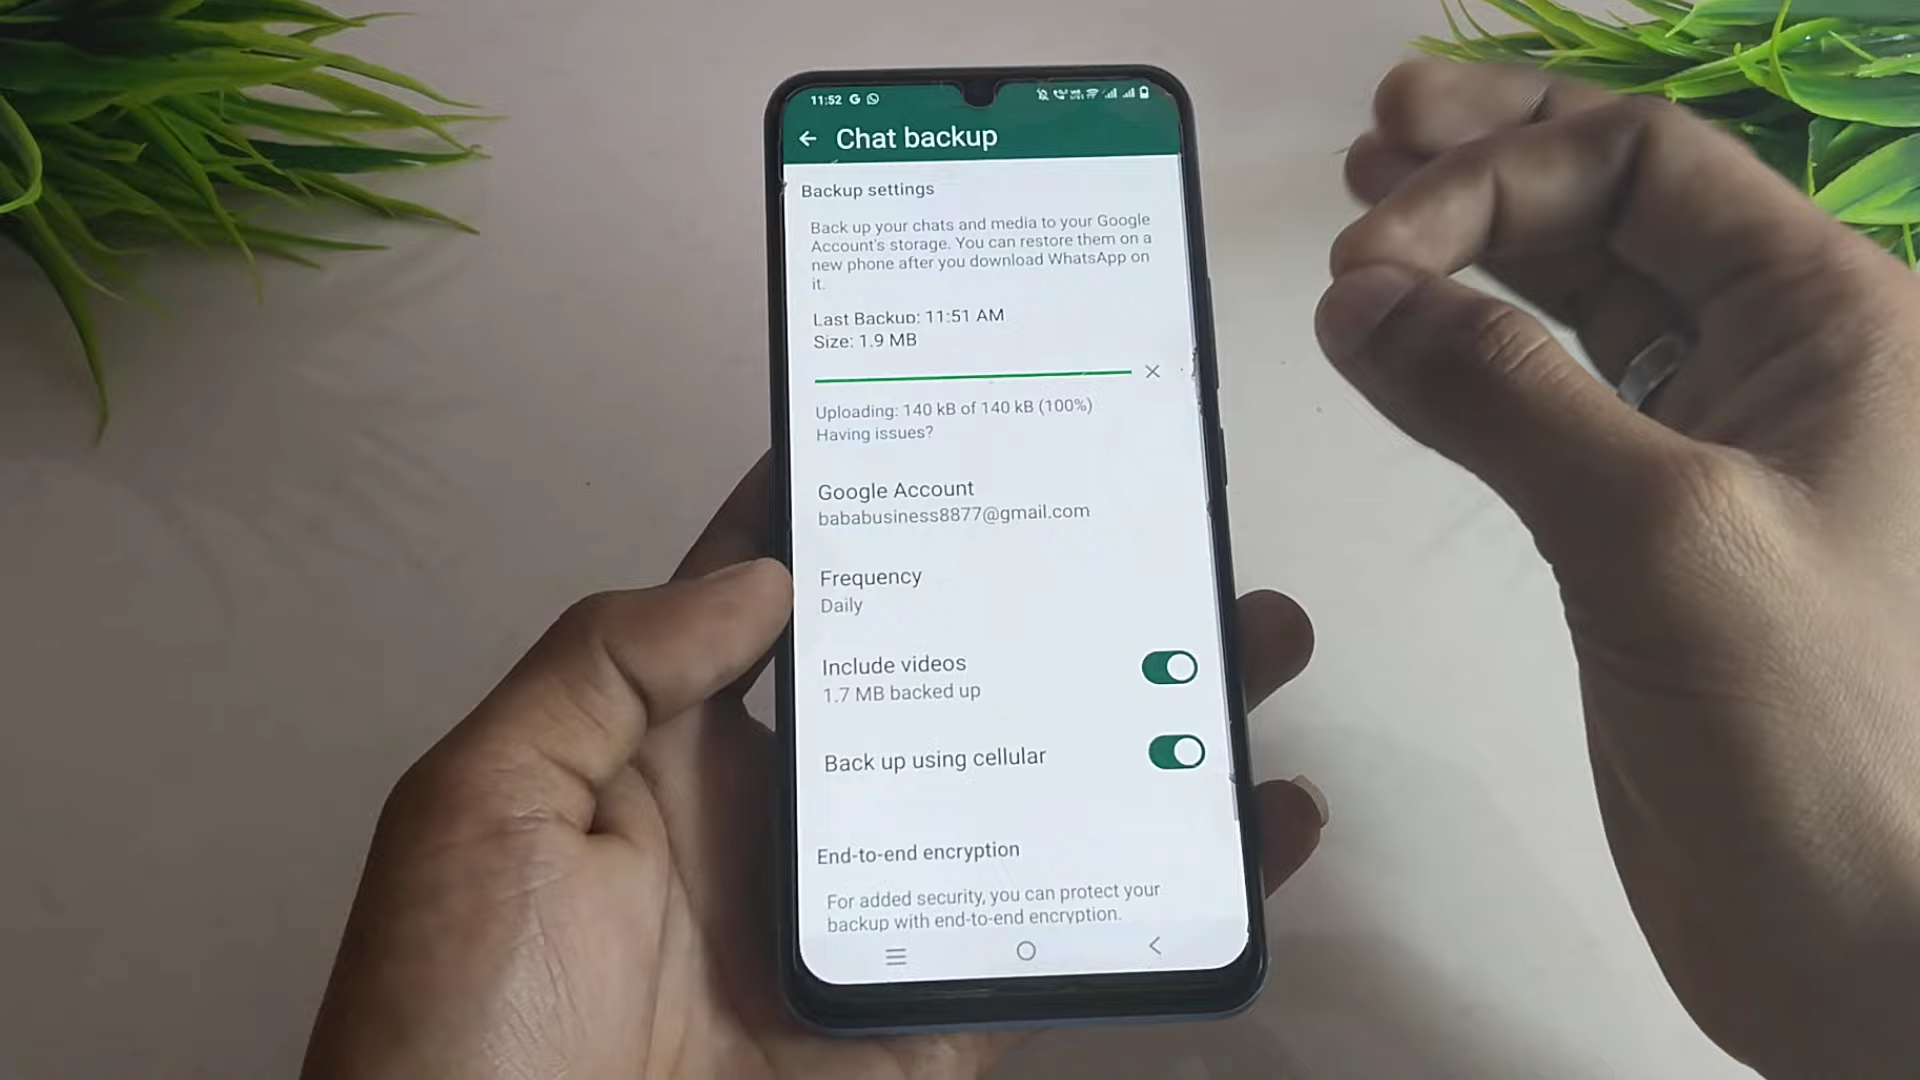 11:52
Chat backup
Backup settings
Back up your chats and media to your Google
Account's storage. You can restore them on a
new phone after you download WhatsApp on
it.
Last Backup: 11:51 AM
Size: 1.9 MB
Uploading: 140 kB of 140 kB (100%)
Having issues?
Google Account
bababusiness8877@gmail.com
Frequency
Daily
Include videos
1.7 MB backed up
Back up using cellular
End-to-end encryption
For added security, you can protect your
backup with end-to-end encryption.